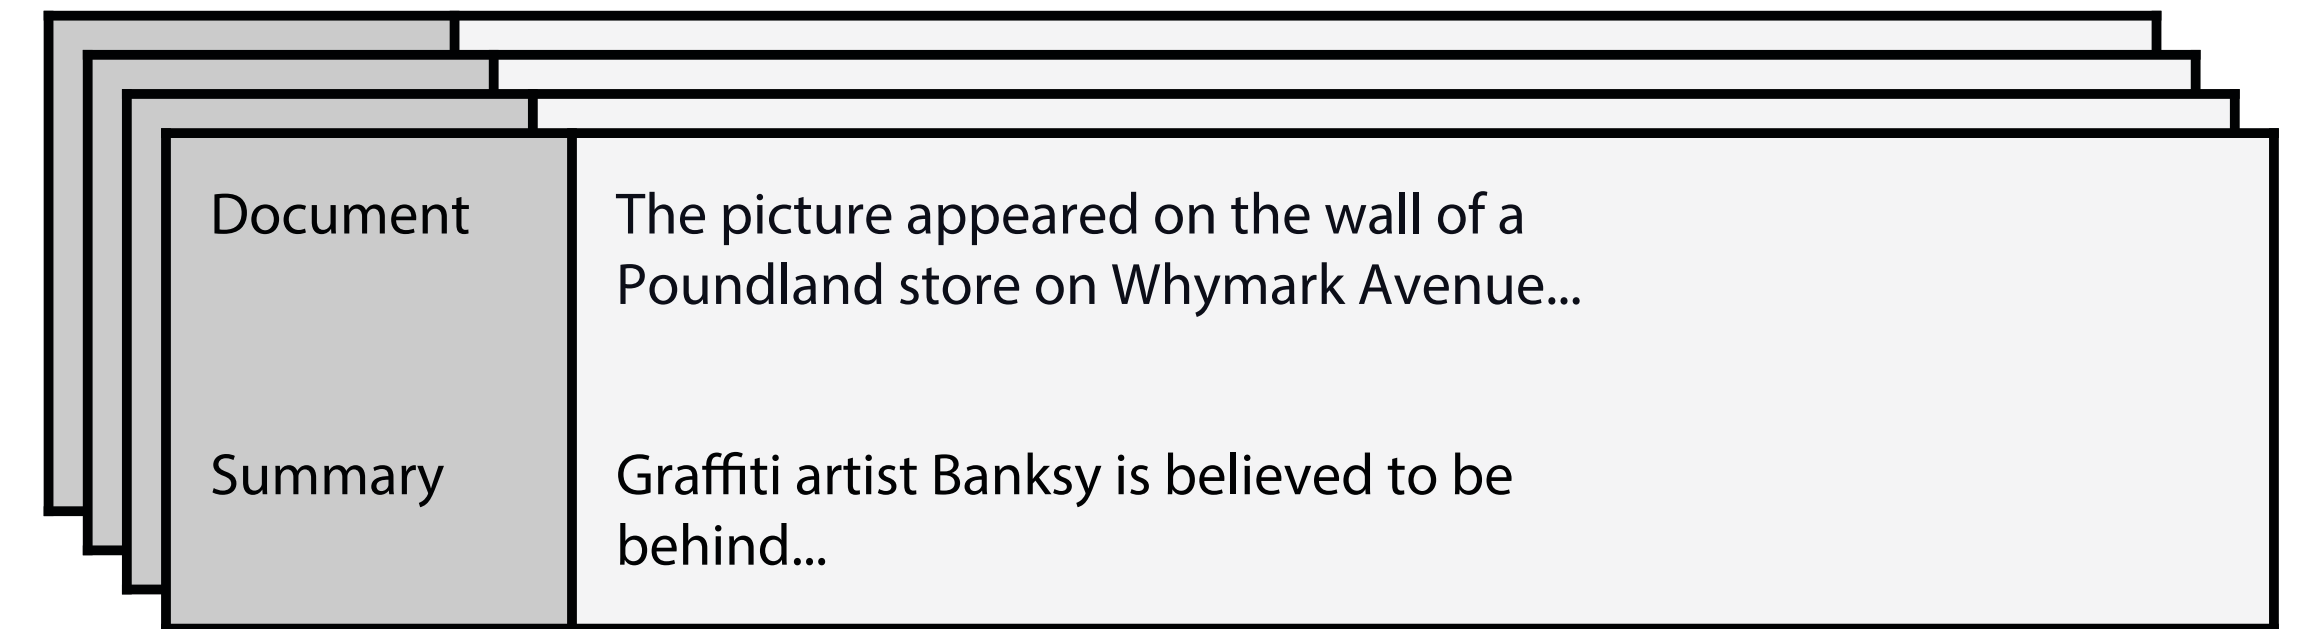 Document
The picture appeared on the wall of a
Poundland store on Whymark Avenue...
Summary
Graffiti artist Banksy is believed to be
behind...